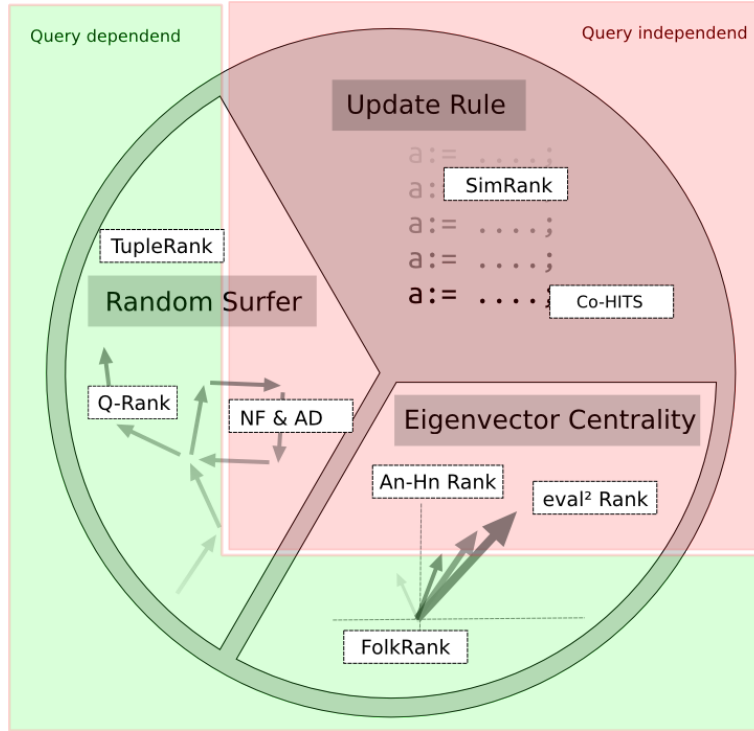 Query dependend
Query independend
Update Rule
a:= ....;
a:
SimRank
a:= ....;
a:= ....;
a:= ....;
Co-HITS
TupleRank
Random Surfer
Q-Rank
NF & AD
Eigenvector Centrality
An-Hn Rank
eval² Rank
FolkRank